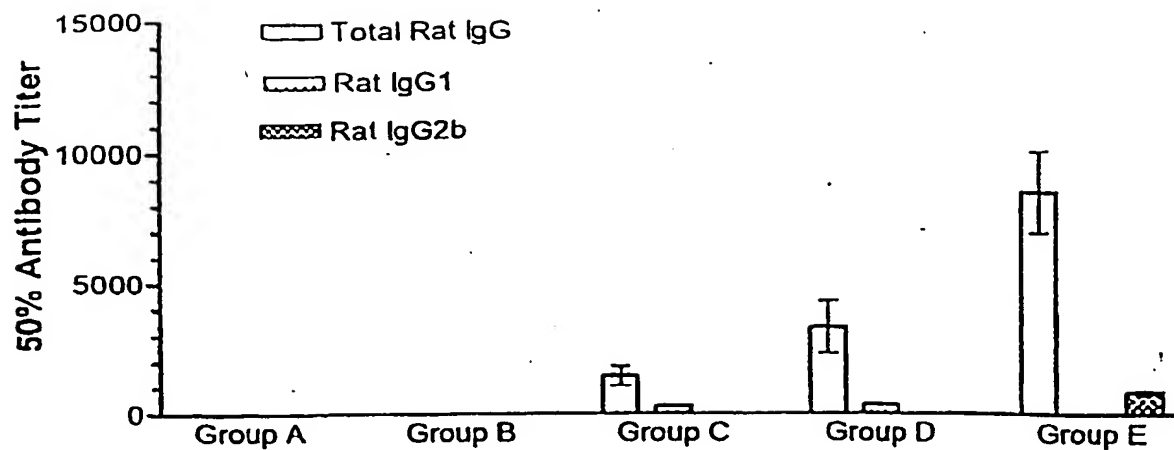 15000
10000
5000
0
50% Antibody Titer
Total Rat IgG
Rat IgG1
Rat IgG2b
Group A
Group B
Group C
Group D
Group E